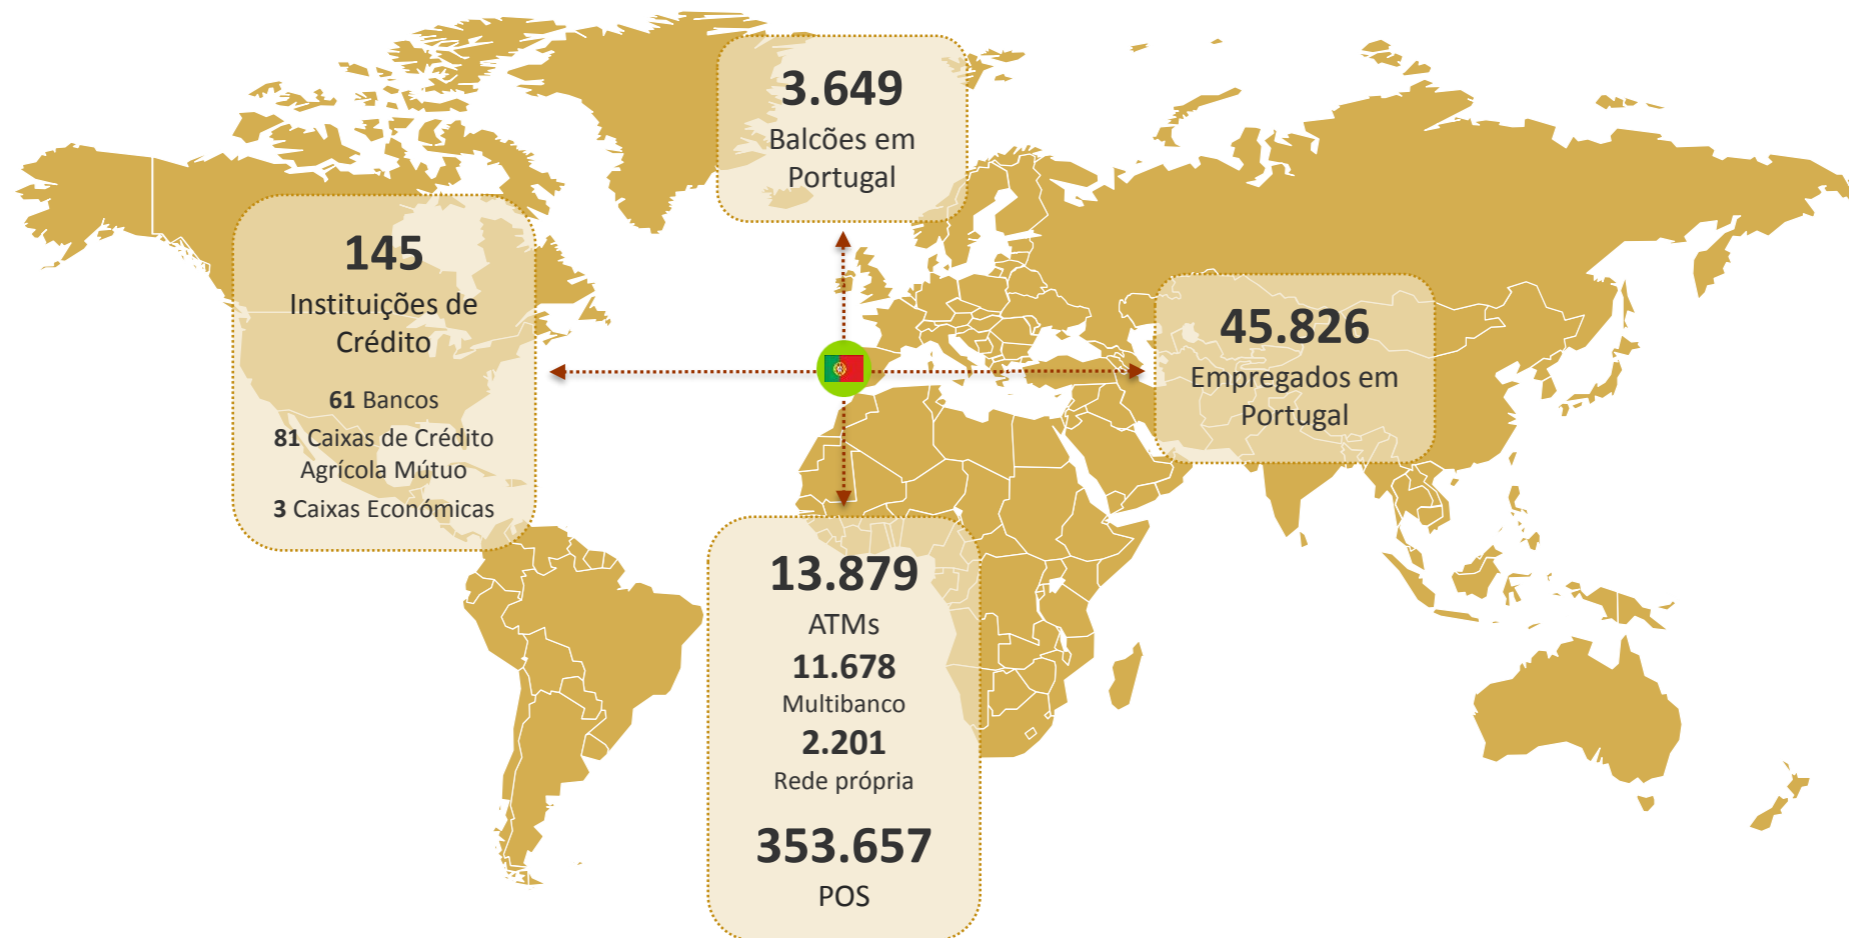 3.649
Balcões em
Portugal
145
Instituições de
Crédito
61 Bancos
81 Caixas de Crédito
Agrícola Mútuo
3 Caixas Económicas
45.826
Empregados em
Portugal
13.879
ATMs
11.678
Multibanco
2.201
Rede própria
353.657
POS